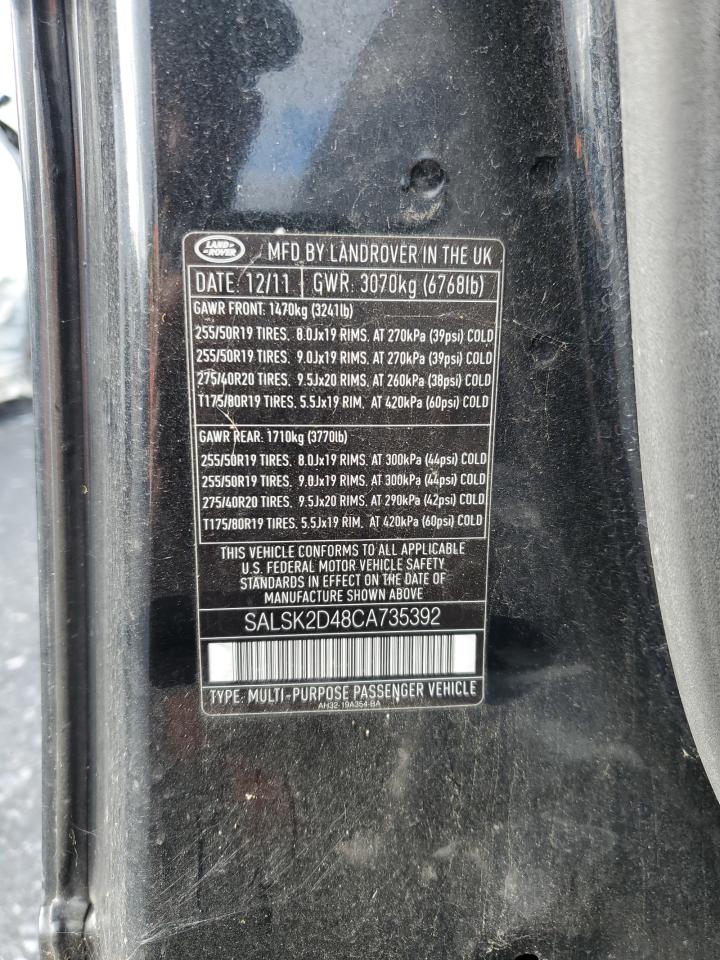 LAND ROVER MFD BY LANDROVER IN THE UK
DATE: 12/11 GWR: 3070kg (6768lb)
GAWR FRONT: 1470kg (3241lb)
255/50R19 TIRES, 8.0Jx19 RIMS, AT 270kPa (39psi) COLD
255/50R19 TIRES, 9.0Jx19 RIMS, AT 270kPa (39psi) COLD
275/40R20 TIRES, 9.5Jx20 RIMS, AT 260kPa (38psi) COLD
T175/80R19 TIRES, 5.5Jx19 RIM, AT 420kPa (60psi) COLD
GAWR REAR: 1710kg (3770lb)
255/50R19 TIRES, 8.0Jx19 RIMS, AT 300kPa (44psi) COLD
255/50R19 TIRES, 9.0Jx19 RIMS, AT 300kPa (44psi) COLD
275/40R20 TIRES, 9.5Jx20 RIMS, AT 290kPa (42psi) COLD
T175/80R19 TIRES, 5.5Jx19 RIM, AT 420kPa (60psi) COLD
THIS VEHICLE CONFORMS TO ALL APPLICABLE
U.S. FEDERAL MOTOR VEHICLE SAFETY
STANDARDS IN EFFECT ON THE DATE OF
MANUFACTURE SHOWN ABOVE
SALSK2D48CA735392
TYPE: MULTI-PURPOSE PASSENGER VEHICLE
AH32-19A354-BA